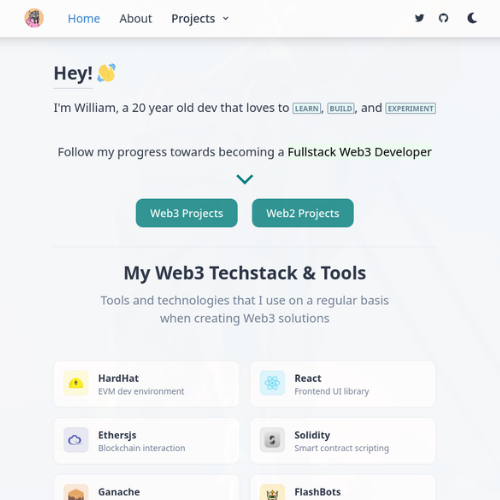 Home About Projects
Hey! 👋
I'm William, a 20 year old dev that loves to LEARN, BUILD, and EXPERIMENT
Follow my progress towards becoming a Fullstack Web3 Developer
Web3 Projects Web2 Projects
My Web3 Techstack & Tools
Tools and technologies that I use on a regular basis
when creating Web3 solutions
HardHat React
EVM dev environment Frontend UI library
Ethersjs Solidity
Blockchain interaction Smart contract scripting
Ganache FlashBots